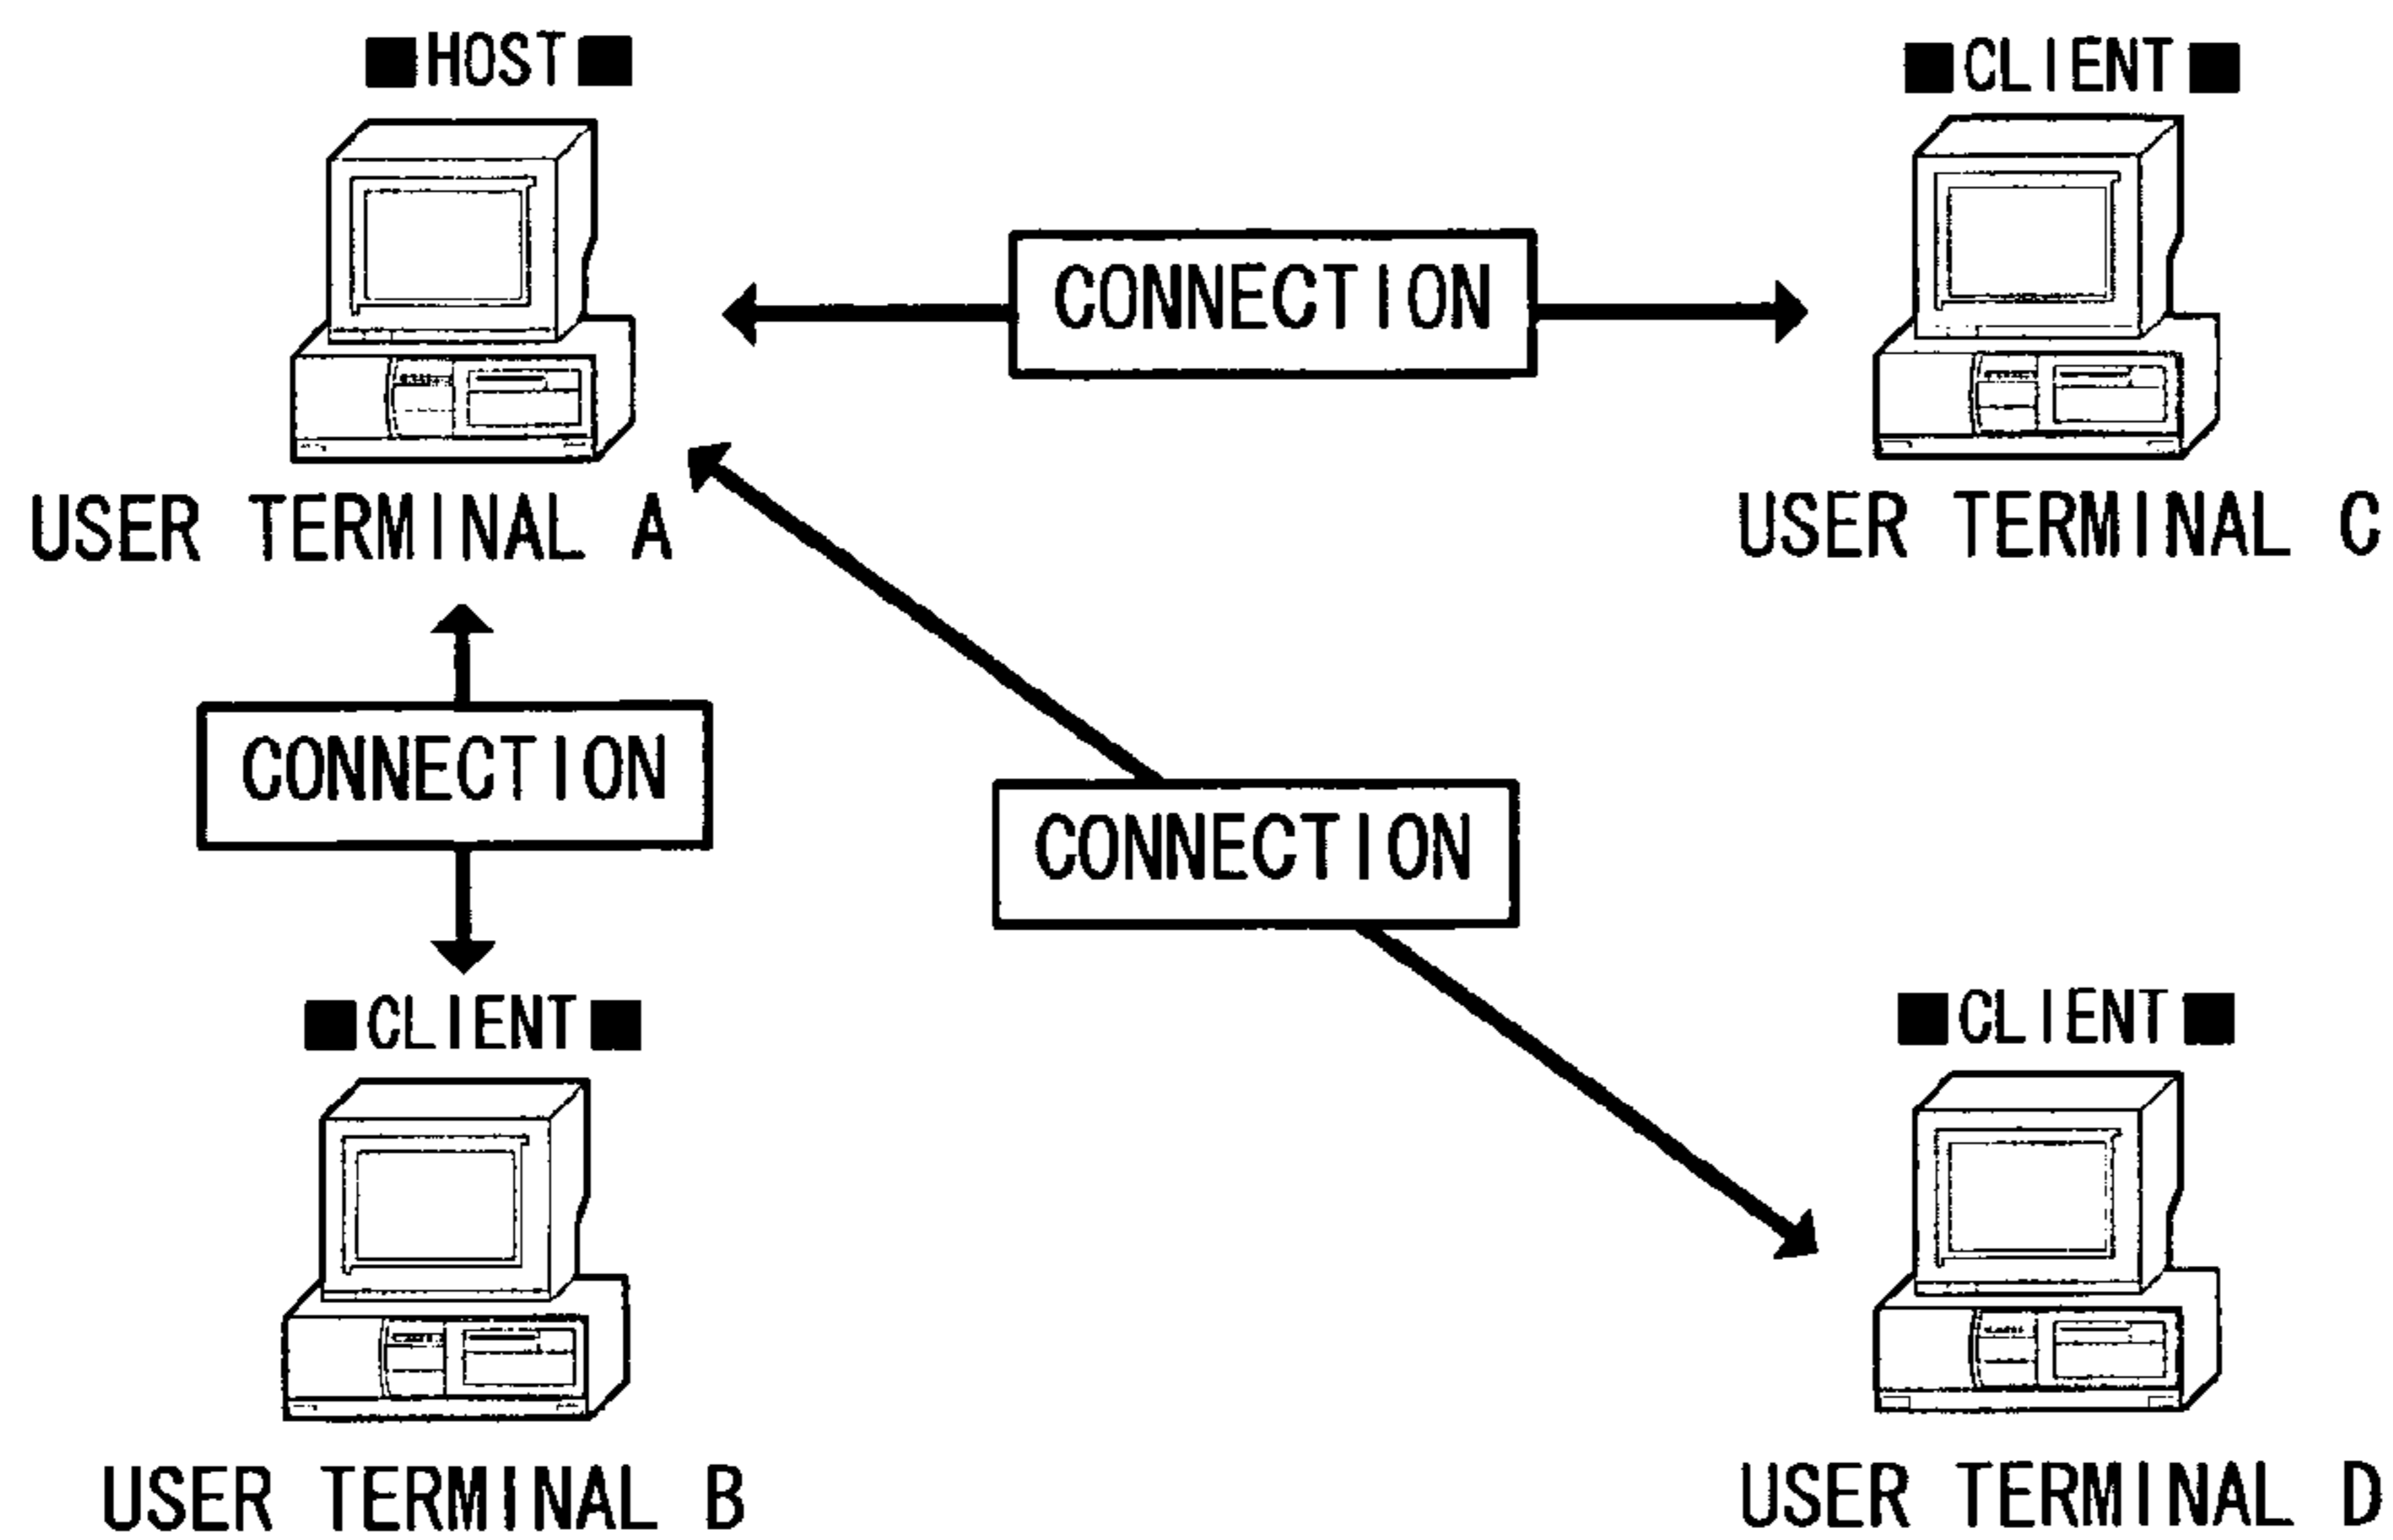 ■HOST■
■CLIENT■
CONNECTION
USER TERMINAL A
USER TERMINAL C
CONNECTION
CONNECTION
■CLIENT■
■CLIENT■
USER TERMINAL B
USER TERMINAL D